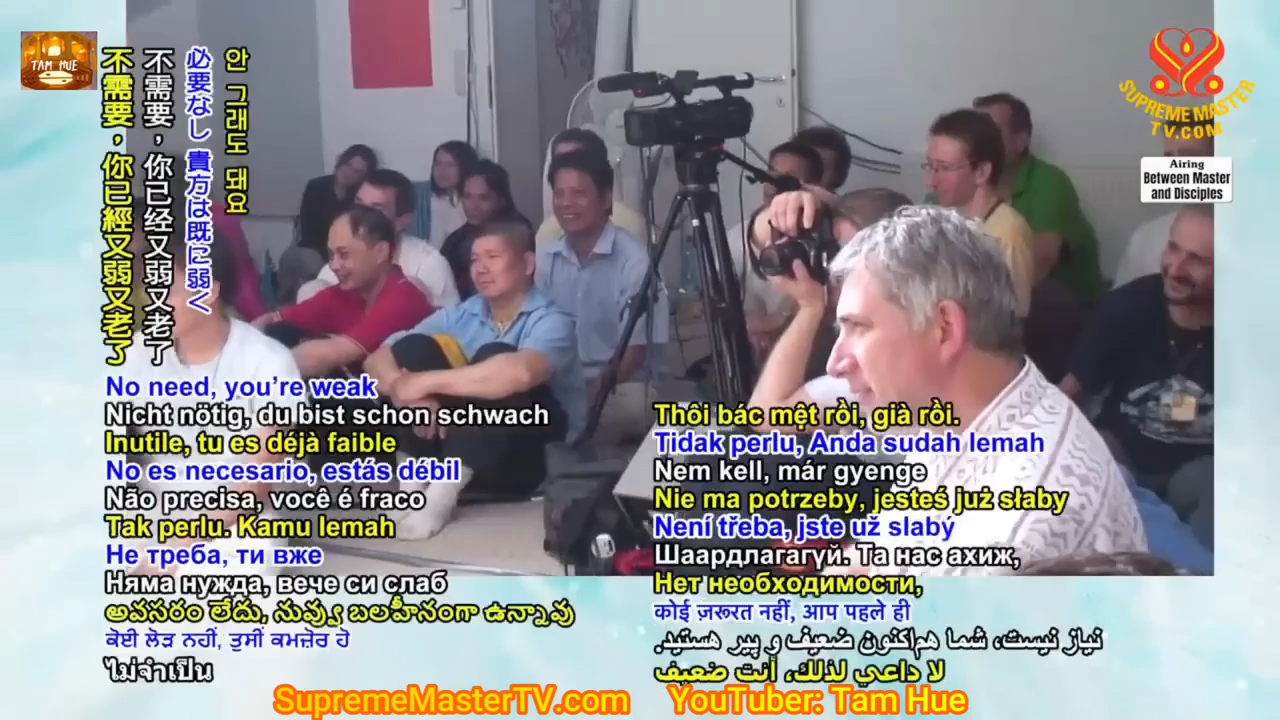 TAM HUE
不需要，你已經又弱又老了
不需要，你已经又弱又老了
必要なし 貴方は既に弱く
안 그래도 돼요
SUPREME MASTER
TV.COM
Airing
Between Master
and Disciples
No need, you’re weak
Nicht nötig, du bist schon schwach
Inutile, tu es déjà faible
No es necesario, estás débil
Não precisa, você é fraco
Tak perlu. Kamu lemah
Не треба, ти вже
Няма нужда, вече си слаб
అవసరం లేదు, నువ్వు బలహీనంగా ఉన్నావు
ਕੋਈ ਲੋੜ ਨਹੀਂ, ਤੁਸੀਂ ਕਮਜ਼ੋਰ ਹੋ
ไม่จำเป็น
Thôi bác mệt rồi, già rồi.
Tidak perlu, Anda sudah lemah
Nem kell, már gyenge
Nie ma potrzeby, jesteś już słaby
Není třeba, jste už slabý
Шаардлагагүй. Та нас ахиж,
Нет необходимости,
कोई ज़रूरत नहीं, आप पहले ही
نیاز نیست، شما هم‌اکنون ضعیف و پیر هستید.
لا داعي لذلك، أنت ضعيف
SupremeMasterTV.com YouTuber: Tam Hue